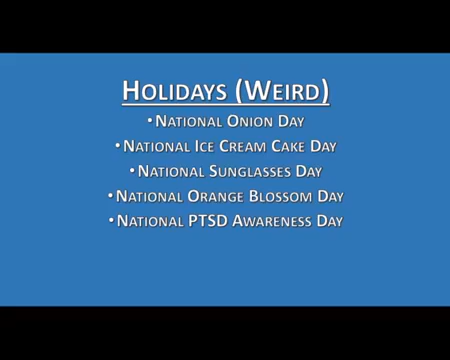 Holidays (Weird)
• National Onion Day
• National Ice Cream Cake Day
• National Sunglasses Day
• National Orange Blossom Day
• National PTSD Awareness Day